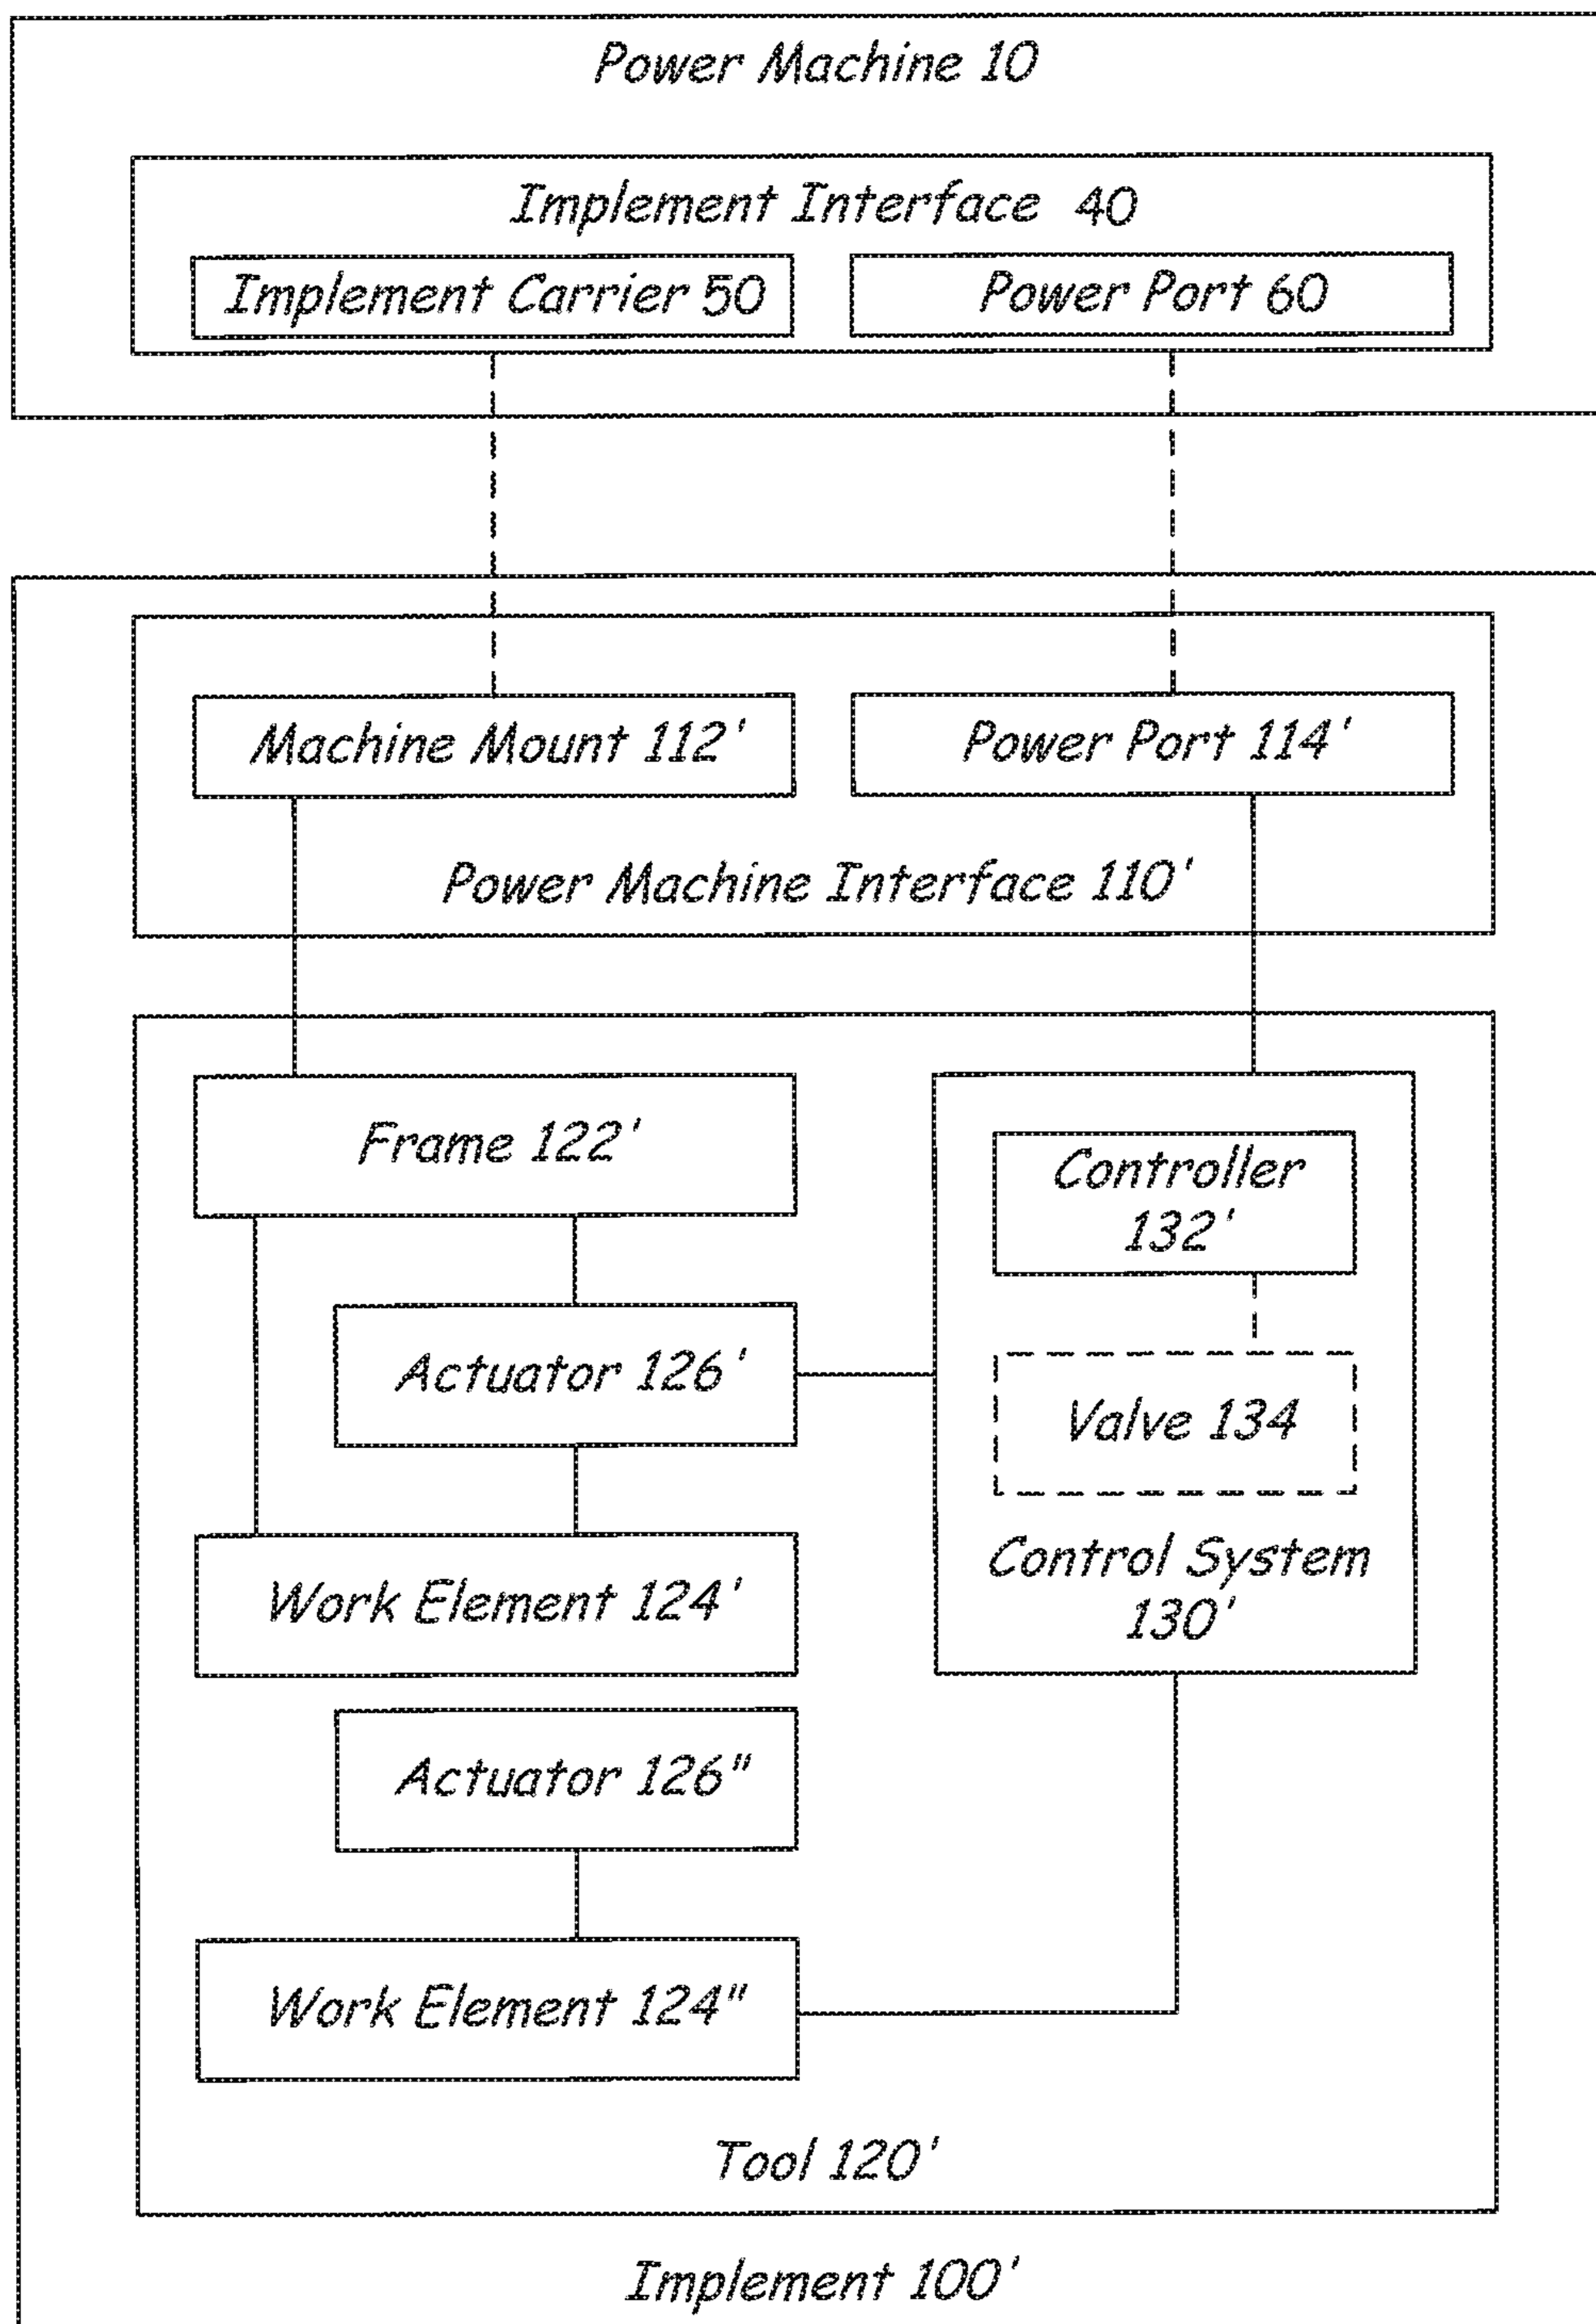 Power Machine 10
Implement Interface 40
Implement Carrier 50
Power Port 60
Machine Mount 112'
Power Port 114'
Power Machine Interface 110'
Frame 122'
Controller
132'
Actuator 126'
Valve 134
Control System
130'
Work Element 124'
Actuator 126"
Work Element 124"
Tool 120'
Implement 100'